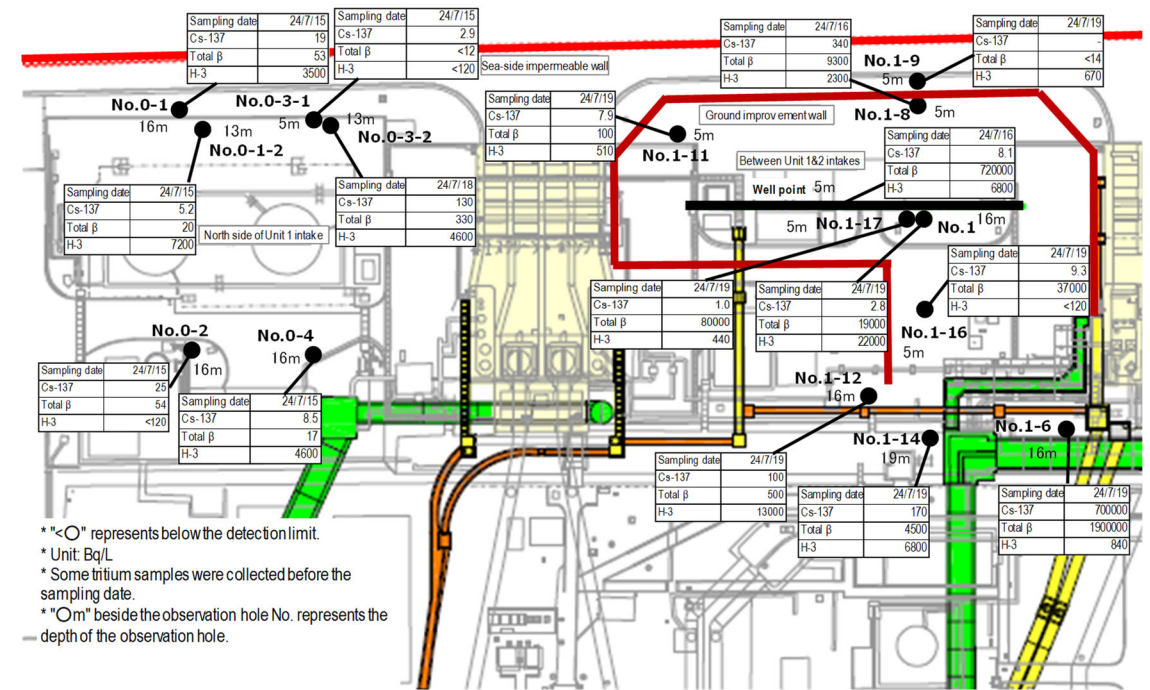 Sampling date 24/7/15
Cs-137 19
Total β 53
H-3 3500
Sampling date 24/7/15
Cs-137 2.9
Total β <12
H-3 <120
Sea-side impermeable wall
Sampling date 24/7/16
Cs-137 340
Total β 9300
H-3 2300
Sampling date 24/7/19
Cs-137 -
Total β <14
H-3 670
No.1-9
5m
No.1-8
5m
No.0-1
16m
No.0-3-1
5m
13m
No.0-3-2
13m
No.0-1-2
Sampling date 24/7/19
Cs-137 7.9
Total β 100
H-3 510
5m
No.1-11
Ground improvement wall
Between Unit 1&2 intakes
Sampling date 24/7/16
Cs-137 8.1
Total β 720000
H-3 6800
Well point 5m
5m
No.1-17
No.1
16m
Sampling date 24/7/15
Cs-137 5.2
Total β 20
H-3 7200
North side of Unit 1 intake
Sampling date 24/7/18
Cs-137 130
Total β 330
H-3 4600
Sampling date 24/7/19
Cs-137 1.0
Total β 80000
H-3 440
Sampling date 24/7/19
Cs-137 2.8
Total β 19000
H-3 22000
Sampling date 24/7/19
Cs-137 9.3
Total β 37000
H-3 <120
No.1-16
5m
No.0-2
16m
No.0-4
16m
Sampling date 24/7/15
Cs-137 25
Total β 54
H-3 <120
Sampling date 24/7/15
Cs-137 8.5
Total β 17
H-3 4600
No.1-12
16m
No.1-14
19m
No.1-6
16m
Sampling date 24/7/19
Cs-137 100
Total β 500
H-3 13000
Sampling date 24/7/19
Cs-137 170
Total β 4500
H-3 6800
Sampling date 24/7/19
Cs-137 700000
Total β 1900000
H-3 840
* "<〇" represents below the detection limit.
* Unit: Bq/L
* Some tritium samples were collected before the
sampling date.
* "〇m" beside the observation hole No. represents the
depth of the observation hole.